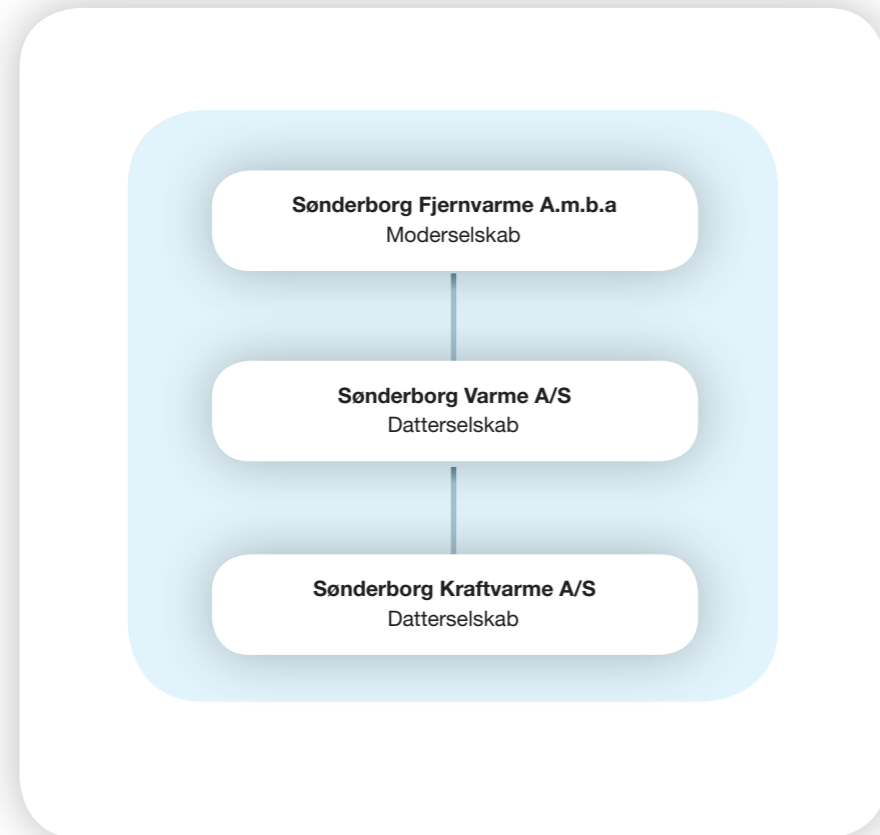 Sønderborg Fjernvarme A.m.b.a
Moderselskab
Sønderborg Varme A/S
Datterselskab
Sønderborg Kraftvarme A/S
Datterselskab